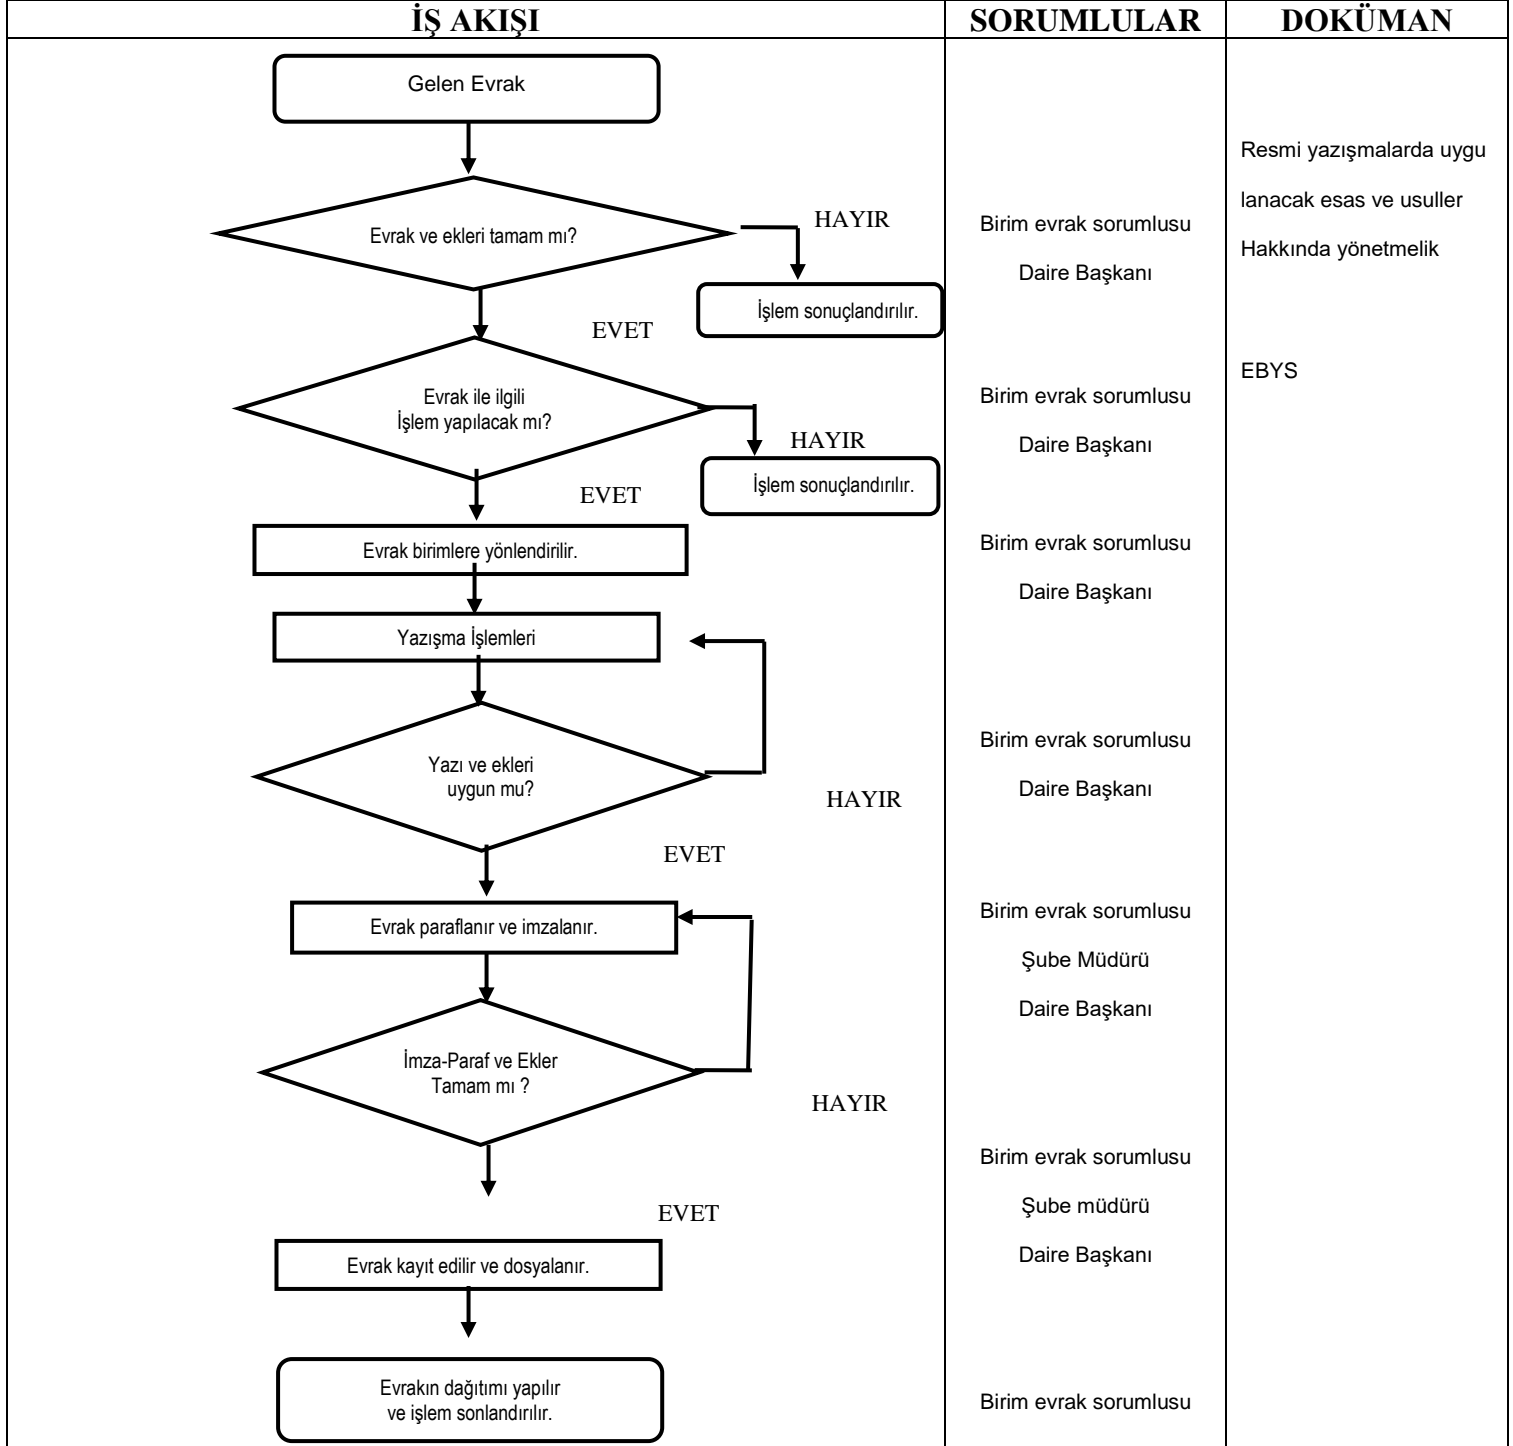 İŞ AKIŞI
SORUMLULAR
DOKÜMAN
Gelen Evrak
Resmi yazışmalarda uygu
lanacak esas ve usuller
Hakkında yönetmelik
Evrak ve ekleri tamam mı?
HAYIR
Birim evrak sorumlusu
Daire Başkanı
İşlem sonuçlandırılır.
EVET
EBYS
Evrak ile ilgili
İşlem yapılacak mı?
HAYIR
Birim evrak sorumlusu
Daire Başkanı
İşlem sonuçlandırılır.
EVET
Evrak birimlere yönlendirilir.
Birim evrak sorumlusu
Daire Başkanı
Yazışma İşlemleri
Yazı ve ekleri
uygun mu?
HAYIR
Birim evrak sorumlusu
Daire Başkanı
EVET
Evrak paraflanır ve imzalanır.
Birim evrak sorumlusu
Şube Müdürü
Daire Başkanı
İmza-Paraf ve Ekler
Tamam mı ?
HAYIR
Birim evrak sorumlusu
Şube müdürü
Daire Başkanı
EVET
Evrak kayıt edilir ve dosyalanır.
Evrakın dağıtımı yapılır
ve işlem sonlandırılır.
Birim evrak sorumlusu